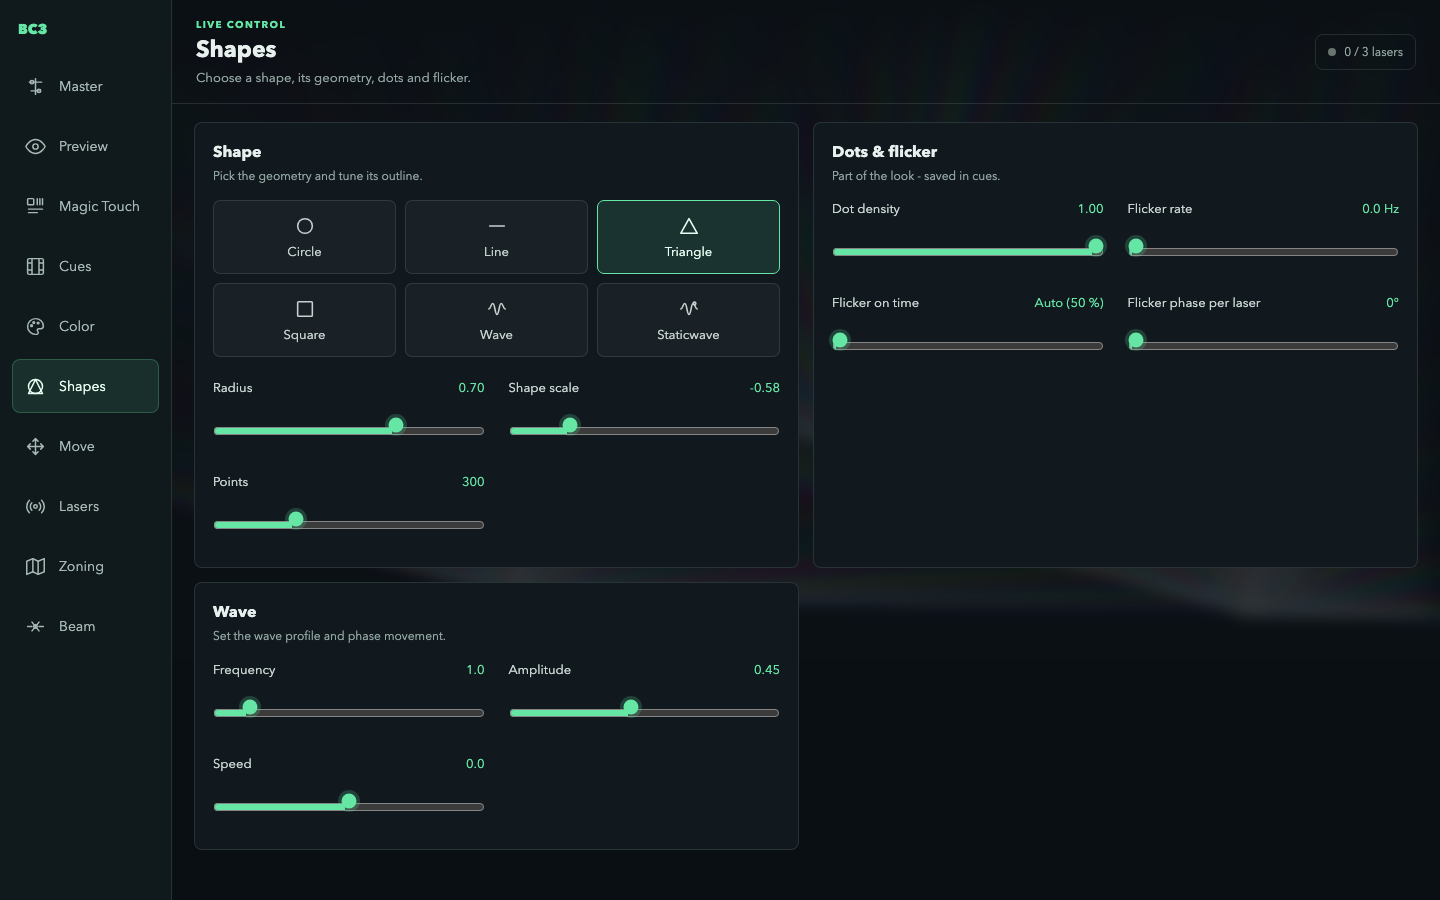 BC3
Master
Preview
Magic Touch
Cues
Color
Shapes
Move
Lasers
Zoning
Beam
LIVE CONTROL
Shapes
Choose a shape, its geometry, dots and flicker.
0 / 3 lasers
Shape
Pick the geometry and tune its outline.
Circle
Line
Triangle
Square
Wave
Staticwave
Radius 0.70
Shape scale -0.58
Points 300
Dots & flicker
Part of the look - saved in cues.
Dot density 1.00
Flicker rate 0.0 Hz
Flicker on time Auto (50 %)
Flicker phase per laser 0°
Wave
Set the wave profile and phase movement.
Frequency 1.0
Amplitude 0.45
Speed 0.0